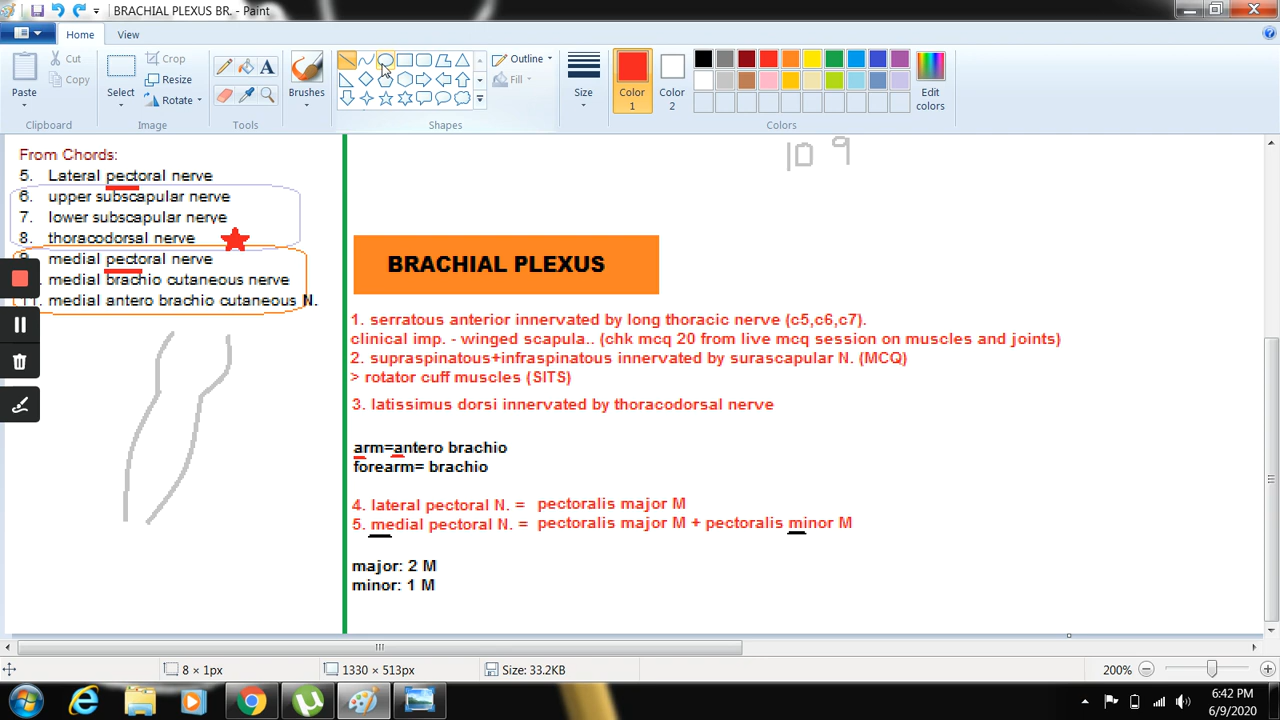 BRACHIAL PLEXUS BR. - Paint
Home View
Cut
Copy
Paste
Crop
Resize
Rotate
Select
Brushes
Outline
Fill
Size
Color 1
Color 2
Edit colors
Clipboard Image Tools Shapes Colors
From Chords:
5. Lateral pectoral nerve
6. upper subscapular nerve
7. lower subscapular nerve
8. thoracodorsal nerve
9. medial pectoral nerve
medial brachio cutaneous nerve
11. medial antero brachio cutaneous N.
10 9
BRACHIAL PLEXUS
1. serratous anterior innervated by long thoracic nerve (c5,c6,c7).
clinical imp. - winged scapula.. (chk mcq 20 from live mcq session on muscles and joints)
2. supraspinatous+infraspinatous innervated by surascapular N. (MCQ)
> rotator cuff muscles (SITS)
3. latissimus dorsi innervated by thoracodorsal nerve
arm=antero brachio
forearm= brachio
4. lateral pectoral N. = pectoralis major M
5. medial pectoral N. = pectoralis major M + pectoralis minor M
major: 2 M
minor: 1 M
8 × 1px
1330 × 513px
Size: 33.2KB
200%
6:42 PM
6/9/2020